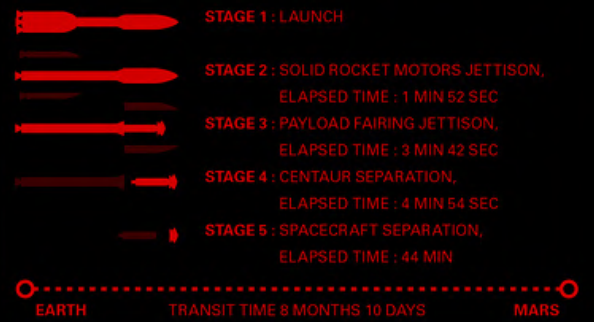 STAGE 1 : LAUNCH
STAGE 2 : SOLID ROCKET MOTORS JETTISON,
ELAPSED TIME : 1 MIN 52 SEC
STAGE 3 : PAYLOAD FAIRING JETTISON,
ELAPSED TIME : 3 MIN 42 SEC
STAGE 4 : CENTAUR SEPARATION,
ELAPSED TIME : 4 MIN 54 SEC
STAGE 5 : SPACECRAFT SEPARATION,
ELAPSED TIME : 44 MIN
EARTH TRANSIT TIME 8 MONTHS 10 DAYS MARS